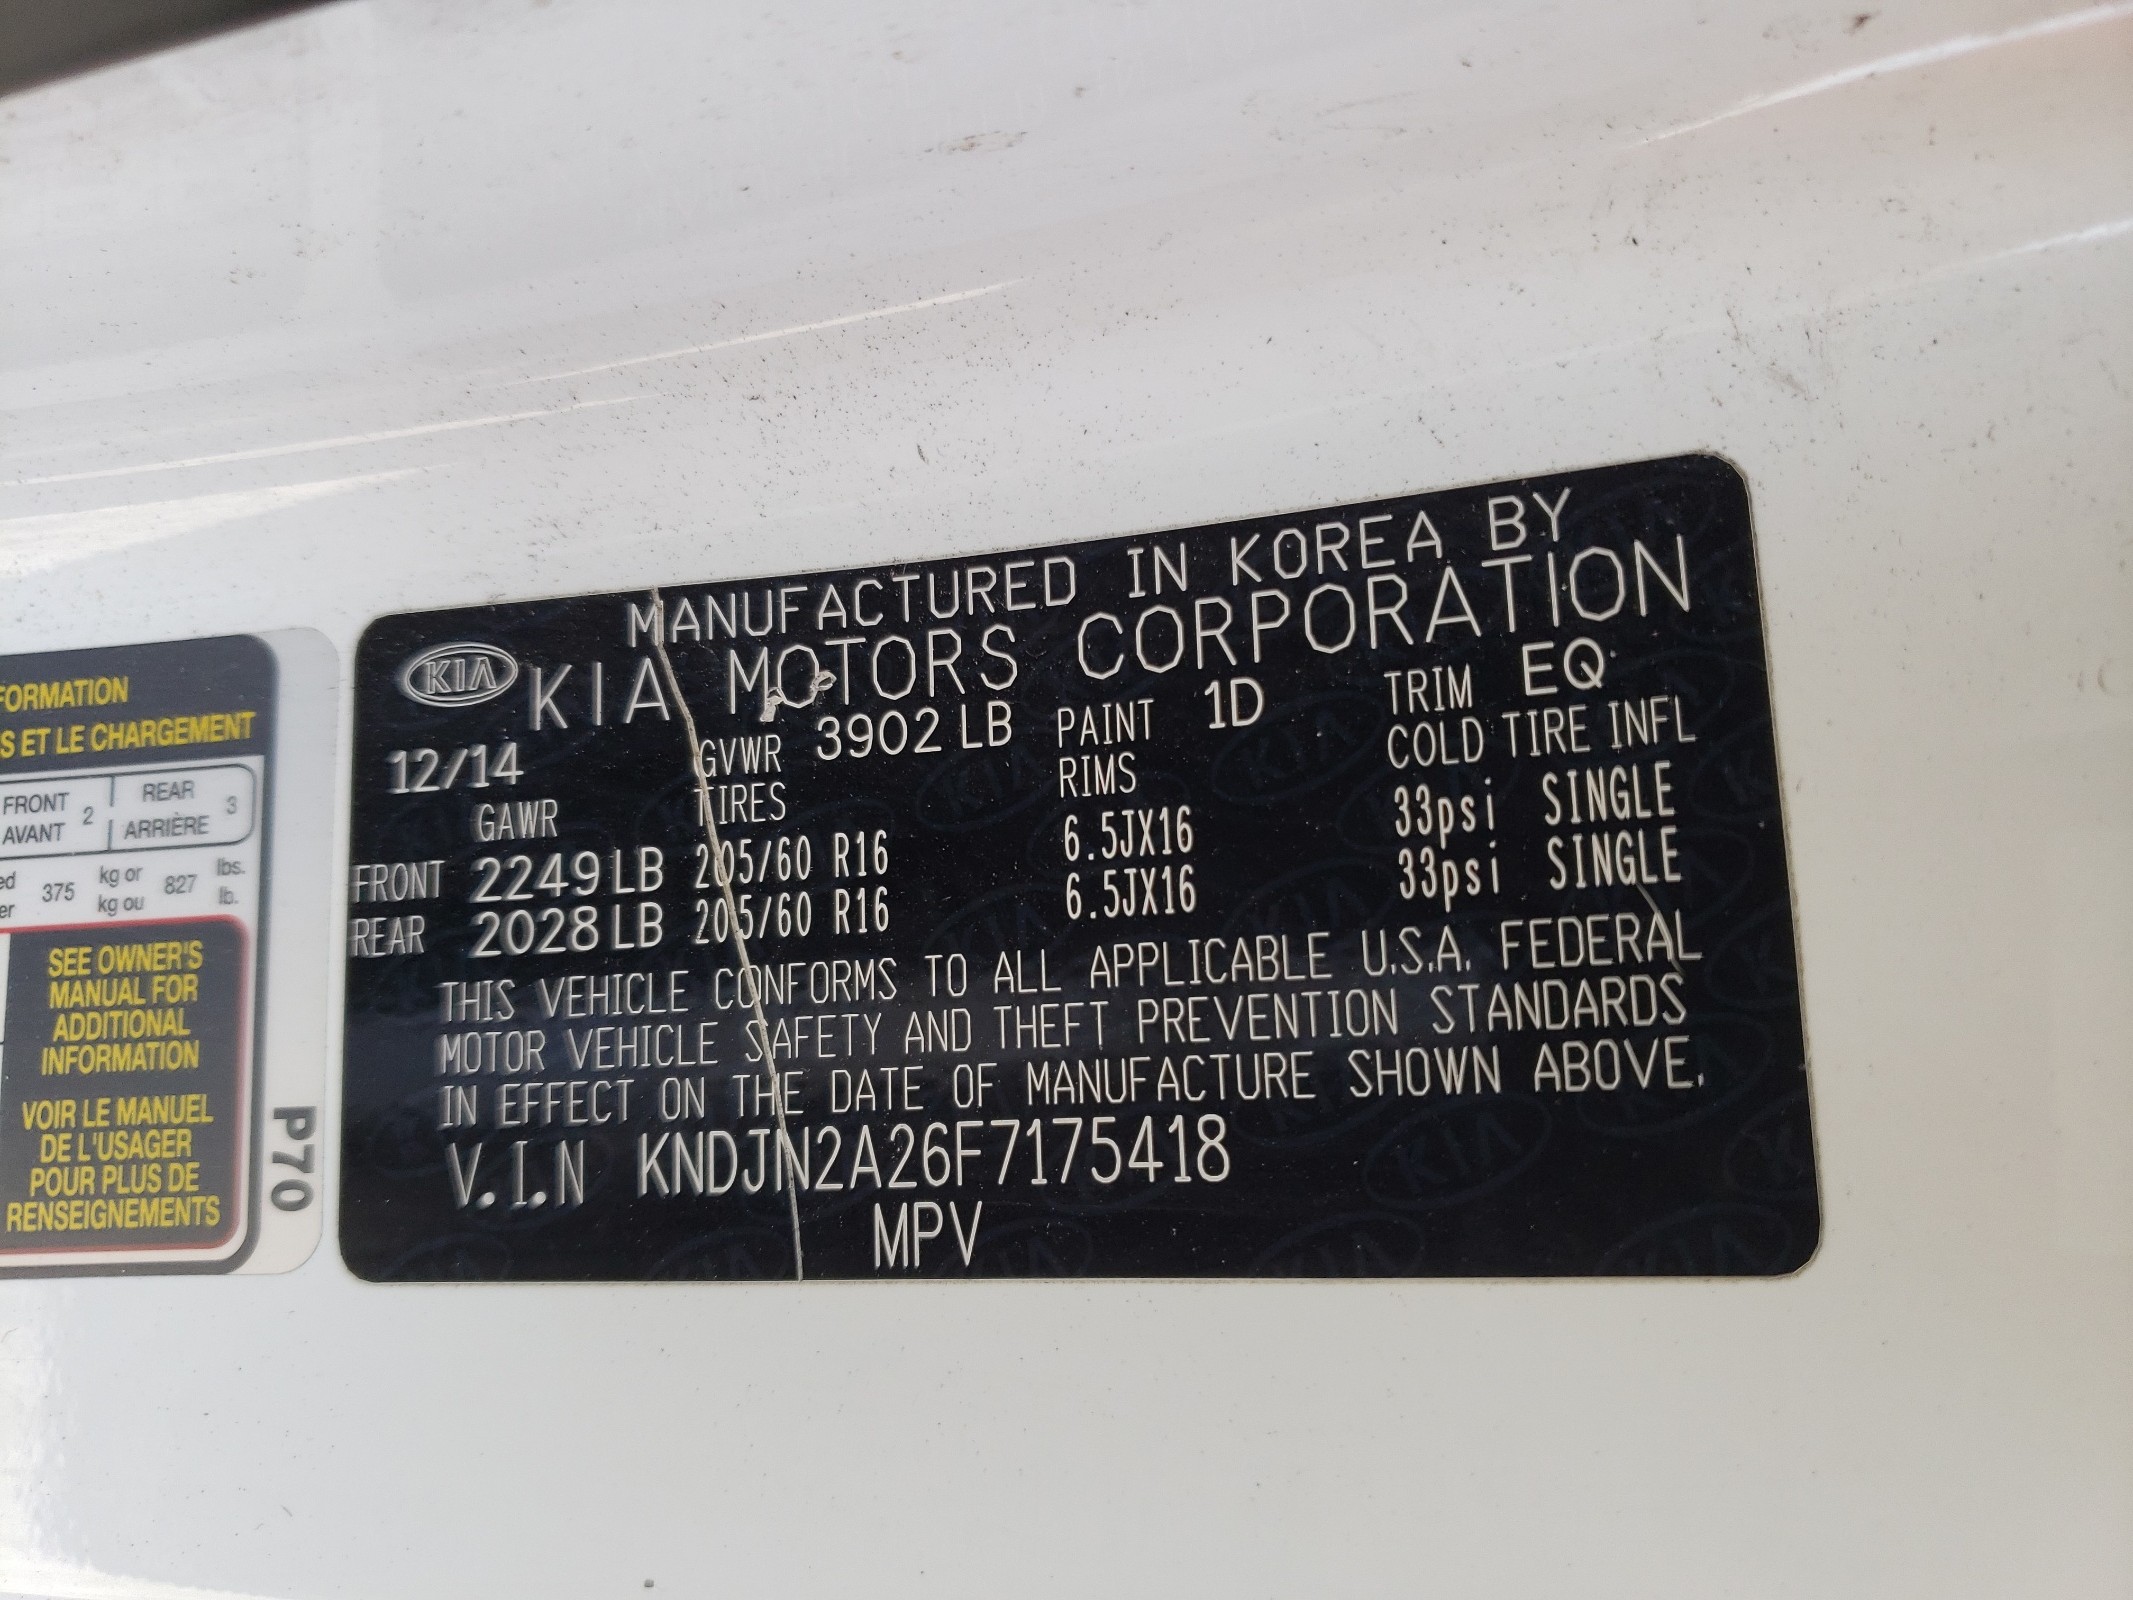 FORMATION
S ET LE CHARGEMENT
FRONT 2 REAR 3
AVANT ARRIÈRE
375 kg or 827 lbs.
kg ou lb.
SEE OWNER'S
MANUAL FOR
ADDITIONAL
INFORMATION
VOIR LE MANUEL
DE L'USAGER
POUR PLUS DE
RENSEIGNEMENTS
P70
MANUFACTURED IN KOREA BY
KIA KIA MOTORS CORPORATION
12/14 GVWR 3902 LB PAINT 1D TRIM EQ
GAWR TIRES RIMS COLD TIRE INFL
FRONT 2249 LB 205/60 R16 6.5JX16 33psi SINGLE
REAR 2028 LB 205/60 R16 6.5JX16 33psi SINGLE
THIS VEHICLE CONFORMS TO ALL APPLICABLE U.S.A. FEDERAL
MOTOR VEHICLE SAFETY AND THEFT PREVENTION STANDARDS
IN EFFECT ON THE DATE OF MANUFACTURE SHOWN ABOVE.
V.I.N KNDJN2A26F7175418
MPV